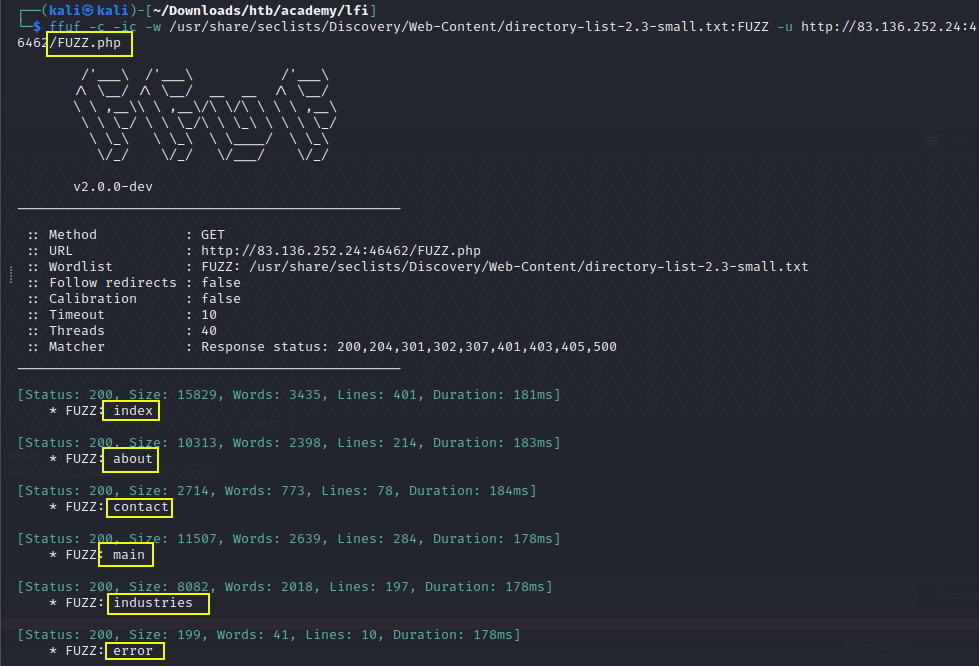 ┌──(kali㉿kali)-[~/Downloads/htb/academy/lfi]
└─$ ffuf -c -ic -w /usr/share/seclists/Discovery/Web-Content/directory-list-2.3-small.txt:FUZZ -u http://83.136.252.24:4
6462/FUZZ.php
v2.0.0-dev
:: Method : GET
:: URL : http://83.136.252.24:46462/FUZZ.php
:: Wordlist : FUZZ: /usr/share/seclists/Discovery/Web-Content/directory-list-2.3-small.txt
:: Follow redirects : false
:: Calibration : false
:: Timeout : 10
:: Threads : 40
:: Matcher : Response status: 200,204,301,302,307,401,403,405,500
[Status: 200, Size: 15829, Words: 3435, Lines: 401, Duration: 181ms]
* FUZZ: index
[Status: 200, Size: 10313, Words: 2398, Lines: 214, Duration: 183ms]
* FUZZ: about
[Status: 200, Size: 2714, Words: 773, Lines: 78, Duration: 184ms]
* FUZZ: contact
[Status: 200, Size: 11507, Words: 2639, Lines: 284, Duration: 178ms]
* FUZZ: main
[Status: 200, Size: 8082, Words: 2018, Lines: 197, Duration: 178ms]
* FUZZ: industries
[Status: 200, Size: 199, Words: 41, Lines: 10, Duration: 178ms]
* FUZZ: error